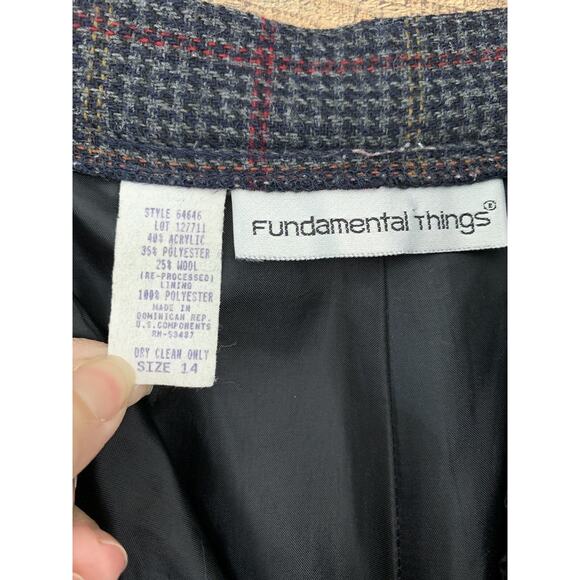 STYLE 64646
LOT 127711
40% ACRYLIC
35% POLYESTER
25% WOOL
(RE-PROCESSED)
LINING
100% POLYESTER
MADE IN
DOMINICAN REP.
U.S. COMPONENTS
RN-53487
DRY CLEAN ONLY
SIZE 14
Fundamental Things®